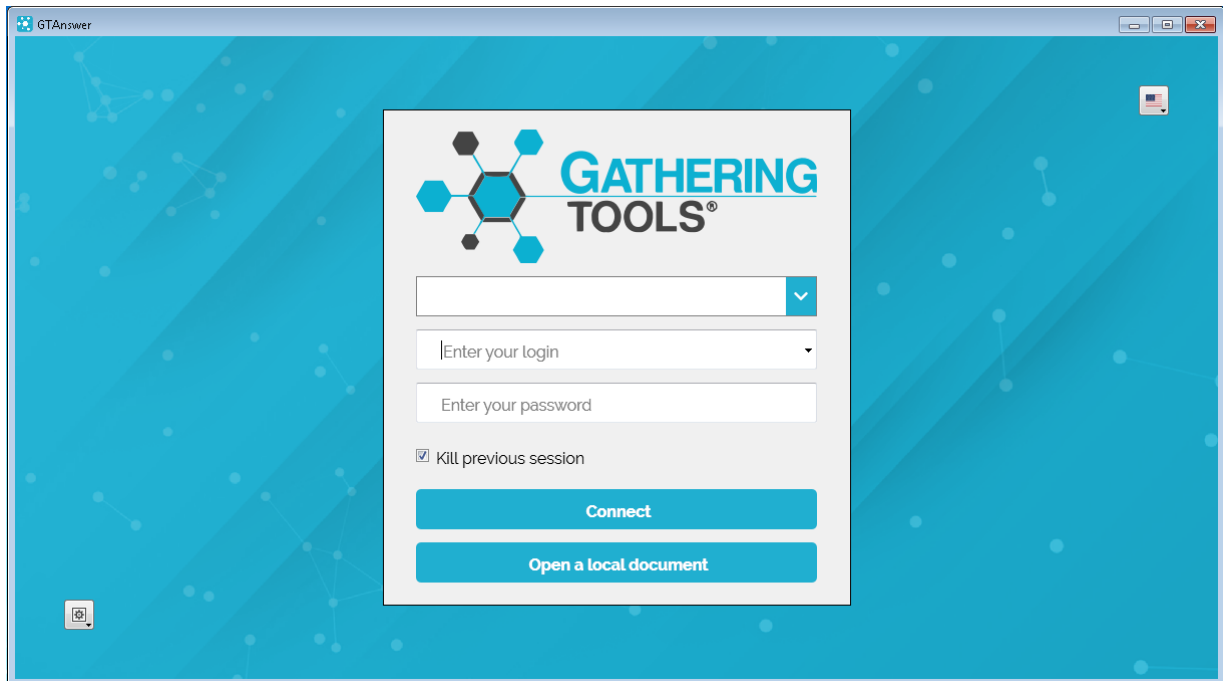 GTAnswer
GATHERING
TOOLS®
Enter your login
Enter your password
Kill previous session
Connect
Open a local document